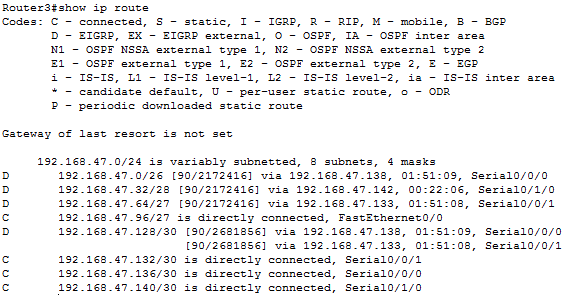 Router3#show ip route
Codes: C - connected, S - static, I - IGRP, R - RIP, M - mobile, B - BGP
       D - EIGRP, EX - EIGRP external, O - OSPF, IA - OSPF inter area
       N1 - OSPF NSSA external type 1, N2 - OSPF NSSA external type 2
       E1 - OSPF external type 1, E2 - OSPF external type 2, E - EGP
       i - IS-IS, L1 - IS-IS level-1, L2 - IS-IS level-2, ia - IS-IS inter area
       * - candidate default, U - per-user static route, o - ODR
       P - periodic downloaded static route

Gateway of last resort is not set

     192.168.47.0/24 is variably subnetted, 8 subnets, 4 masks
D       192.168.47.0/26 [90/2172416] via 192.168.47.138, 01:51:09, Serial0/0/0
D       192.168.47.32/28 [90/2172416] via 192.168.47.142, 00:22:06, Serial0/1/0
D       192.168.47.64/27 [90/2172416] via 192.168.47.133, 01:51:08, Serial0/0/1
C       192.168.47.96/27 is directly connected, FastEthernet0/0
D       192.168.47.128/30 [90/2681856] via 192.168.47.138, 01:51:09, Serial0/0/0
                          [90/2681856] via 192.168.47.133, 01:51:08, Serial0/0/1
C       192.168.47.132/30 is directly connected, Serial0/0/1
C       192.168.47.136/30 is directly connected, Serial0/0/0
C       192.168.47.140/30 is directly connected, Serial0/1/0